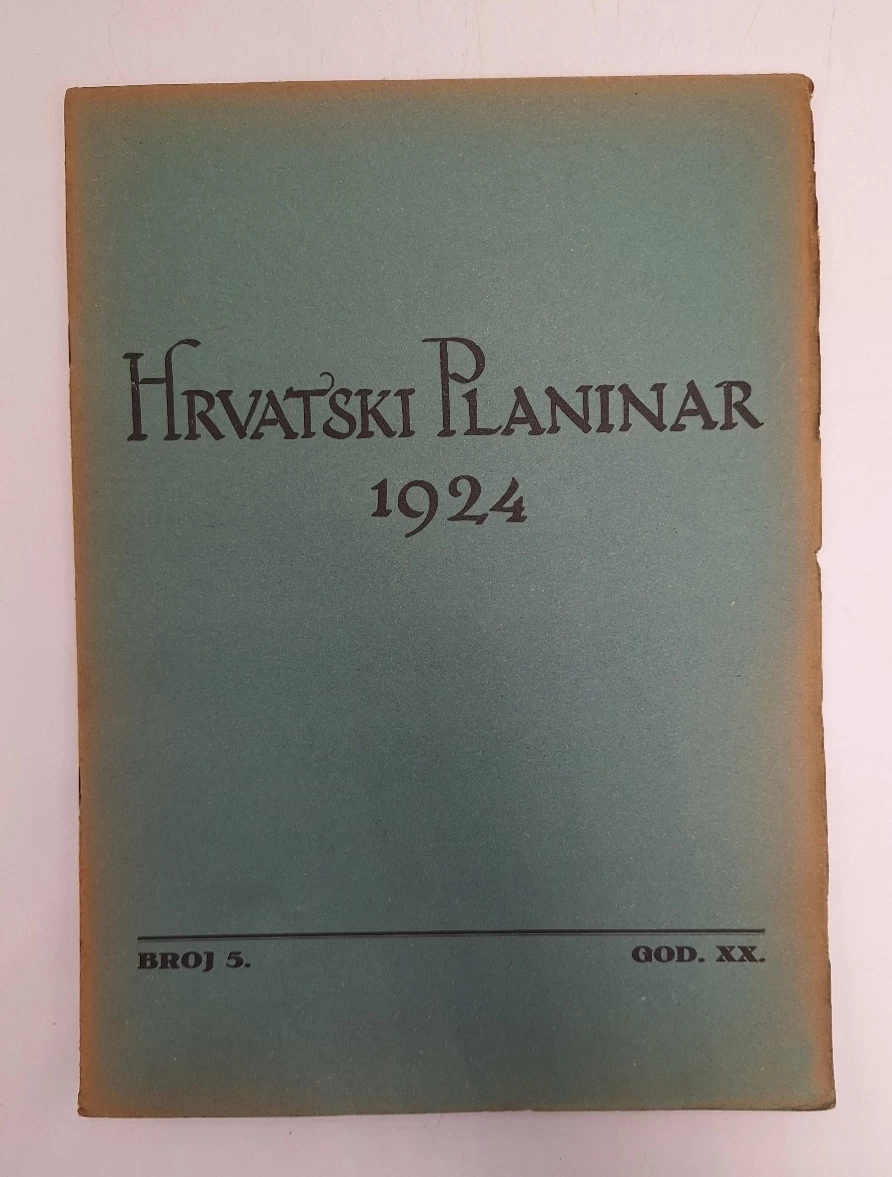 HRVATSKI PLANINAR
1924
BROJ 5.
GOD. XX.